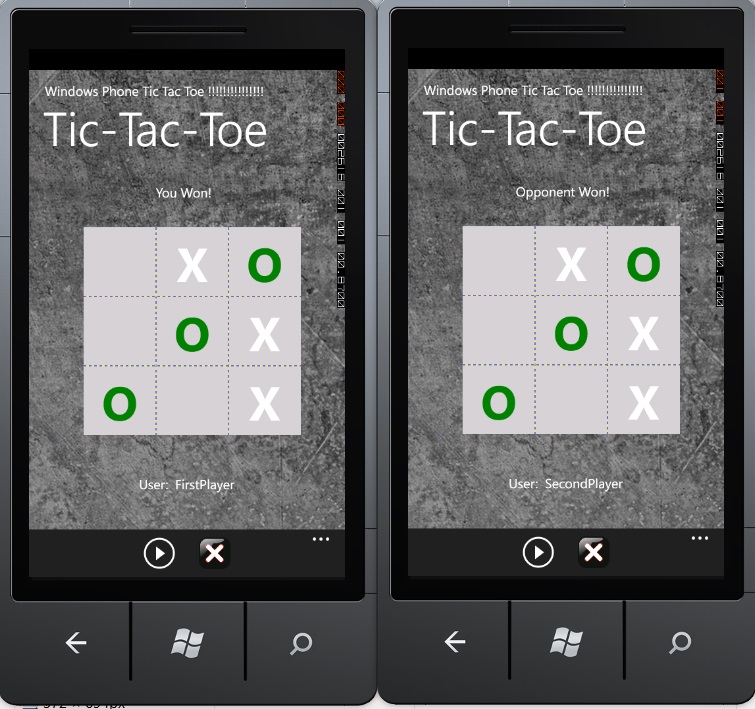 Windows Phone Tic Tac Toe !!!!!!!!!!!!!!!
Tic-Tac-Toe
You Won!
X O
O X
O X
User: FirstPlayer
Windows Phone Tic Tac Toe !!!!!!!!!!!!!!!
Tic-Tac-Toe
Opponent Won!
X O
O X
O X
User: SecondPlayer